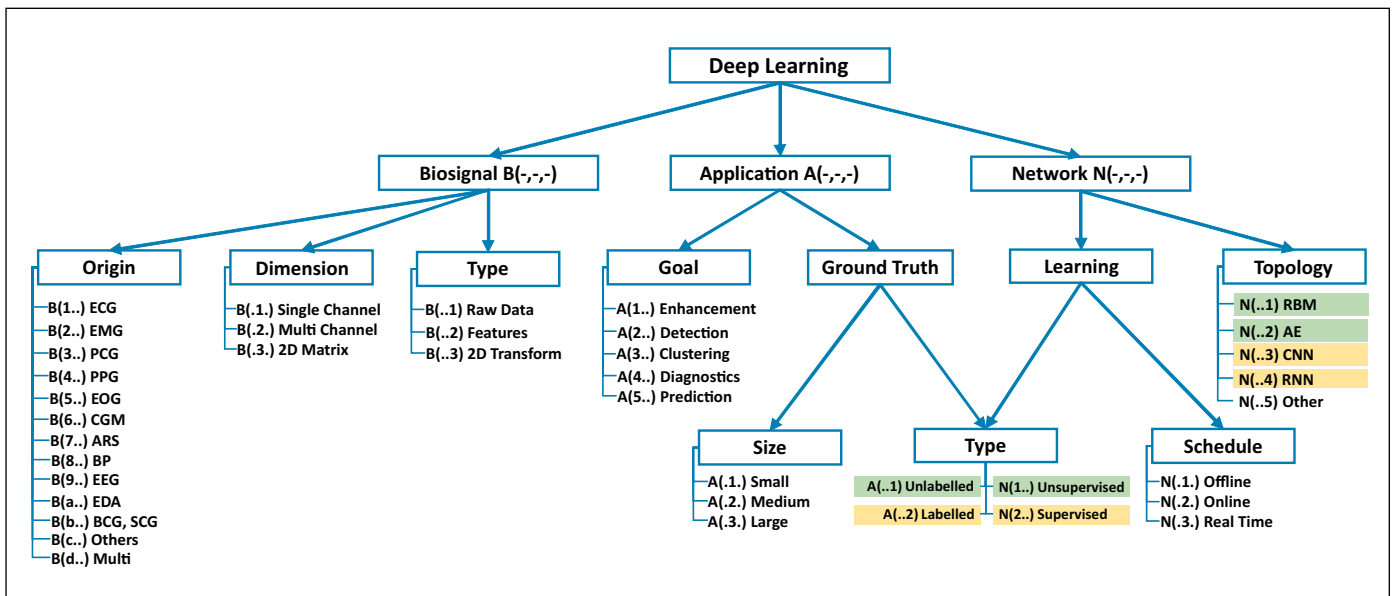 Deep Learning
Biosignal B(-,-,-)
Application A(-,-,-)
Network N(-,-,-)
Origin
B(1..) ECG
B(2..) EMG
B(3..) PCG
B(4..) PPG
B(5..) EOG
B(6..) CGM
B(7..) ARS
B(8..) BP
B(9..) EEG
B(a..) EDA
B(b..) BCG, SCG
B(c..) Others
B(d..) Multi
Dimension
B(.1.) Single Channel
B(.2.) Multi Channel
B(.3.) 2D Matrix
Type
B(..1) Raw Data
B(..2) Features
B(..3) 2D Transform
Goal
A(1..) Enhancement
A(2..) Detection
A(3..) Clustering
A(4..) Diagnostics
A(5..) Prediction
Ground Truth
Learning
Topology
N(..1) RBM
N(..2) AE
N(..3) CNN
N(..4) RNN
N(..5) Other
Size
A(.1.) Small
A(.2.) Medium
A(.3.) Large
Type
A(..1) Unlabelled
N(1..) Unsupervised
A(..2) Labelled
N(2..) Supervised
Schedule
N(.1.) Offline
N(.2.) Online
N(.3.) Real Time